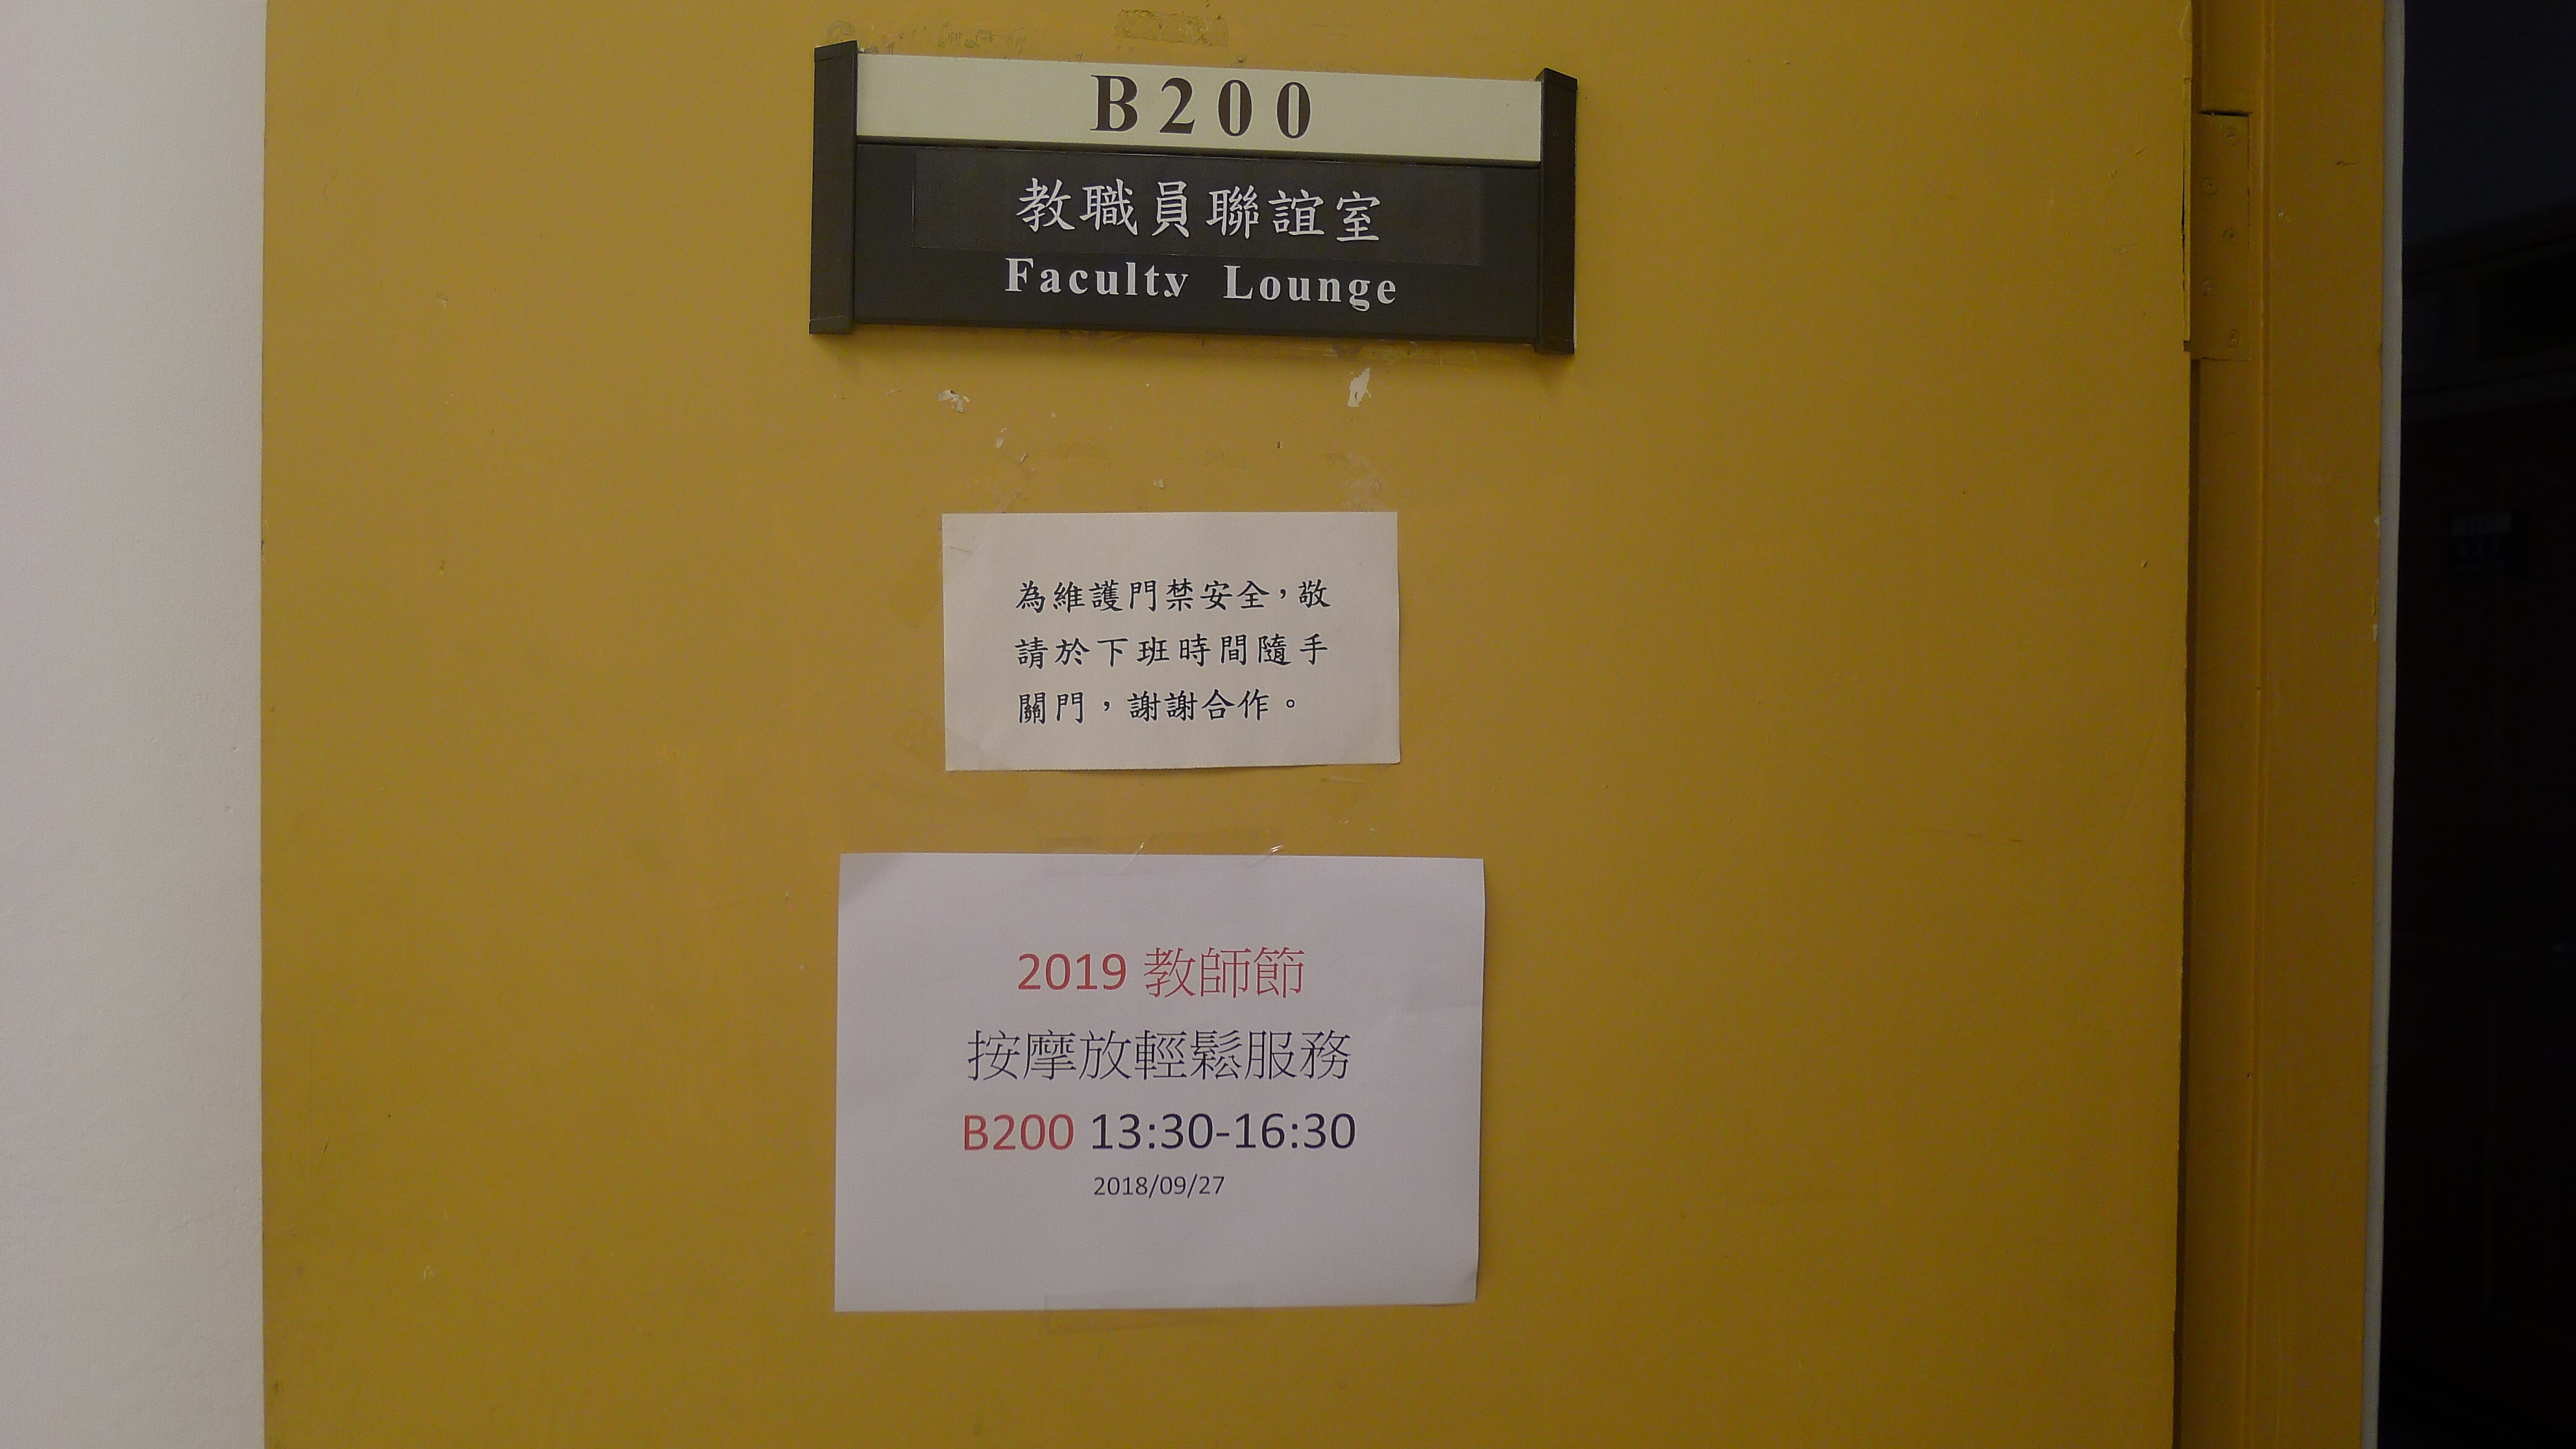 B200
教職員聯誼室
Faculty Lounge
為維護門禁安全，敬
請於下班時間隨手
關門，謝謝合作。
2019 教師節
按摩放輕鬆服務
B200 13:30-16:30
2018/09/27